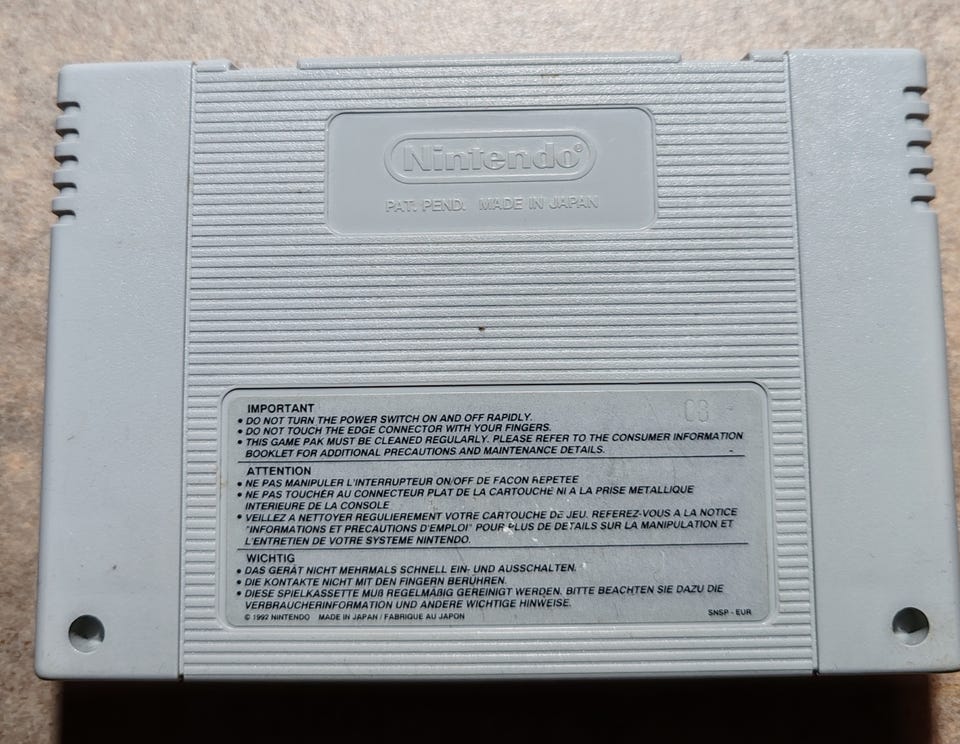 Nintendo®
PAT. PEND. MADE IN JAPAN
08
IMPORTANT
• DO NOT TURN THE POWER SWITCH ON AND OFF RAPIDLY.
• DO NOT TOUCH THE EDGE CONNECTOR WITH YOUR FINGERS.
• THIS GAME PAK MUST BE CLEANED REGULARLY. PLEASE REFER TO THE CONSUMER INFORMATION
BOOKLET FOR ADDITIONAL PRECAUTIONS AND MAINTENANCE DETAILS.
ATTENTION
• NE PAS MANIPULER L'INTERRUPTEUR ON/OFF DE FACON REPETEE
• NE PAS TOUCHER AU CONNECTEUR PLAT DE LA CARTOUCHE NI A LA PRISE METALLIQUE
INTERIEURE DE LA CONSOLE
• VEILLEZ A NETTOYER REGULIEREMENT VOTRE CARTOUCHE DE JEU. REFEREZ-VOUS A LA NOTICE
"INFORMATIONS ET PRECAUTIONS D'EMPLOI" POUR PLUS DE DETAILS SUR LA MANIPULATION ET
L'ENTRETIEN DE VOTRE SYSTEME NINTENDO.
WICHTIG
• DAS GERÄT NICHT MEHRMALS SCHNELL EIN- UND AUSSCHALTEN.
• DIE KONTAKTE NICHT MIT DEN FINGERN BERÜHREN.
• DIESE SPIELKASSETTE MUß REGELMÄßIG GEREINIGT WERDEN. BITTE BEACHTEN SIE DAZU DIE
VERBRAUCHERINFORMATION UND ANDERE WICHTIGE HINWEISE.
© 1992 NINTENDO MADE IN JAPAN / FABRIQUE AU JAPON SNSP - EUR